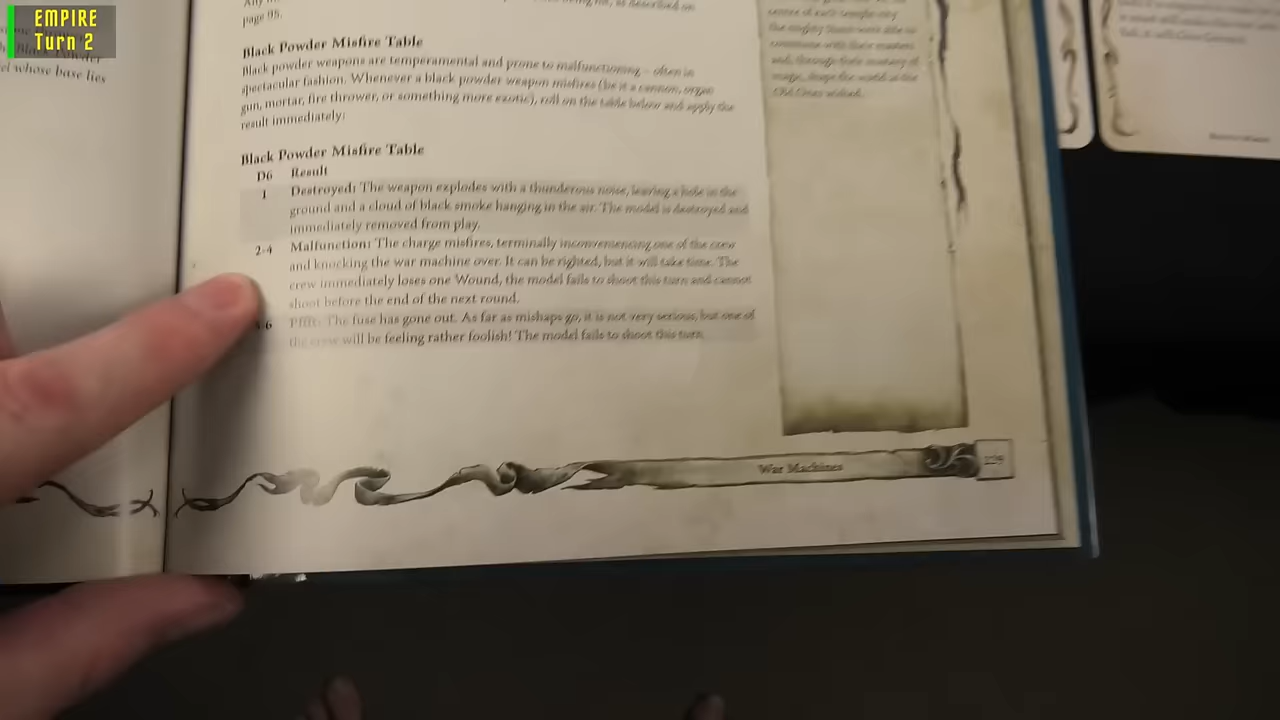 EMPIRE
Turn 2
page 95.
el whose base lies
Black Powder Misfire Table
Black powder weapons are temperamental and prone to malfunctioning – often in
spectacular fashion. Whenever a black powder weapon misfires (be it a cannon, organ
gun, mortar, fire thrower, or something more exotic), roll on the table below and apply the
result immediately:
Black Powder Misfire Table
D6 Result
1 Destroyed: The weapon explodes with a thunderous noise, leaving a hole in the
ground and a cloud of black smoke hanging in the air. The model is destroyed and
immediately removed from play.
2-4 Malfunction: The charge misfires, terminally inconveniencing one of the crew
and knocking the war machine over. It can be righted, but it will take time. The
crew immediately loses one Wound, the model fails to shoot this turn and cannot
shoot before the end of the next round.
6 Pffft: The fuse has gone out. As far as mishaps go, it is not very serious, but one of
the crew will be feeling rather foolish! The model fails to shoot this turn.
War Machines